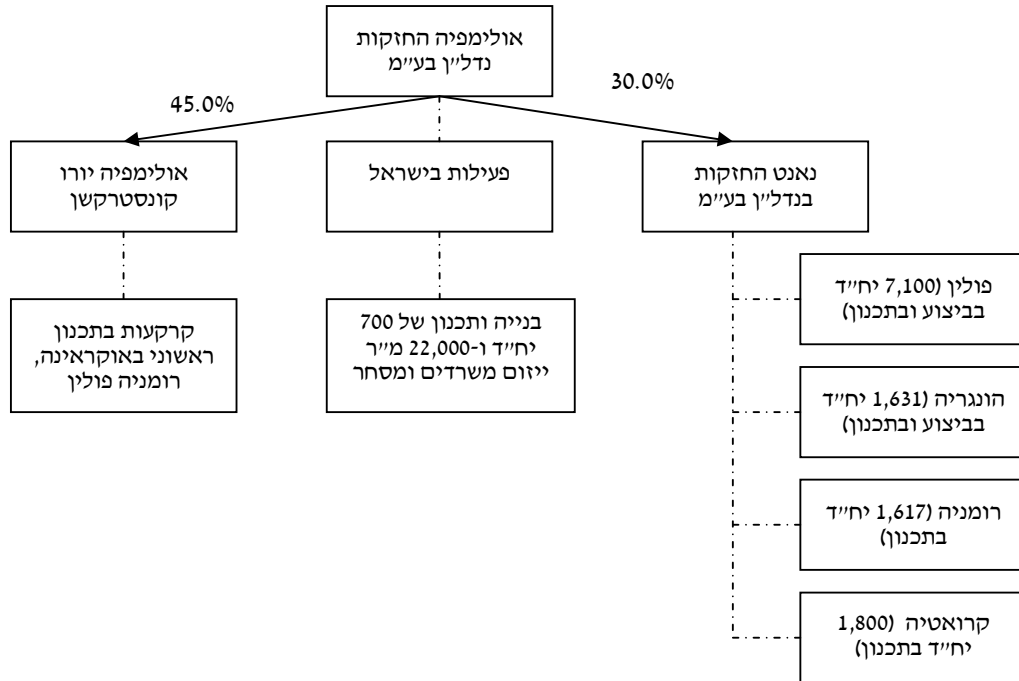 אולימפיה החזקות
נדל״ן בע״מ
45.0%
30.0%
אולימפיה יורו
קונסטרקשן
פעילות בישראל
נאנט החזקות
בנדל״ן בע״מ
קרקעות בתכנון
ראשוני באוקראינה,
רומניה פולין
בנייה ותכנון של 700
יח״ד ו-22,000 מ״ר
ייזום משרדים ומסחר
פולין (7,100 יח״ד
בביצוע ובתכנון)
הונגריה (1,631 יח״ד
בביצוע ובתכנון)
רומניה (1,617 יח״ד
בתכנון)
קרואטיה (1,800
יח״ד בתכנון)